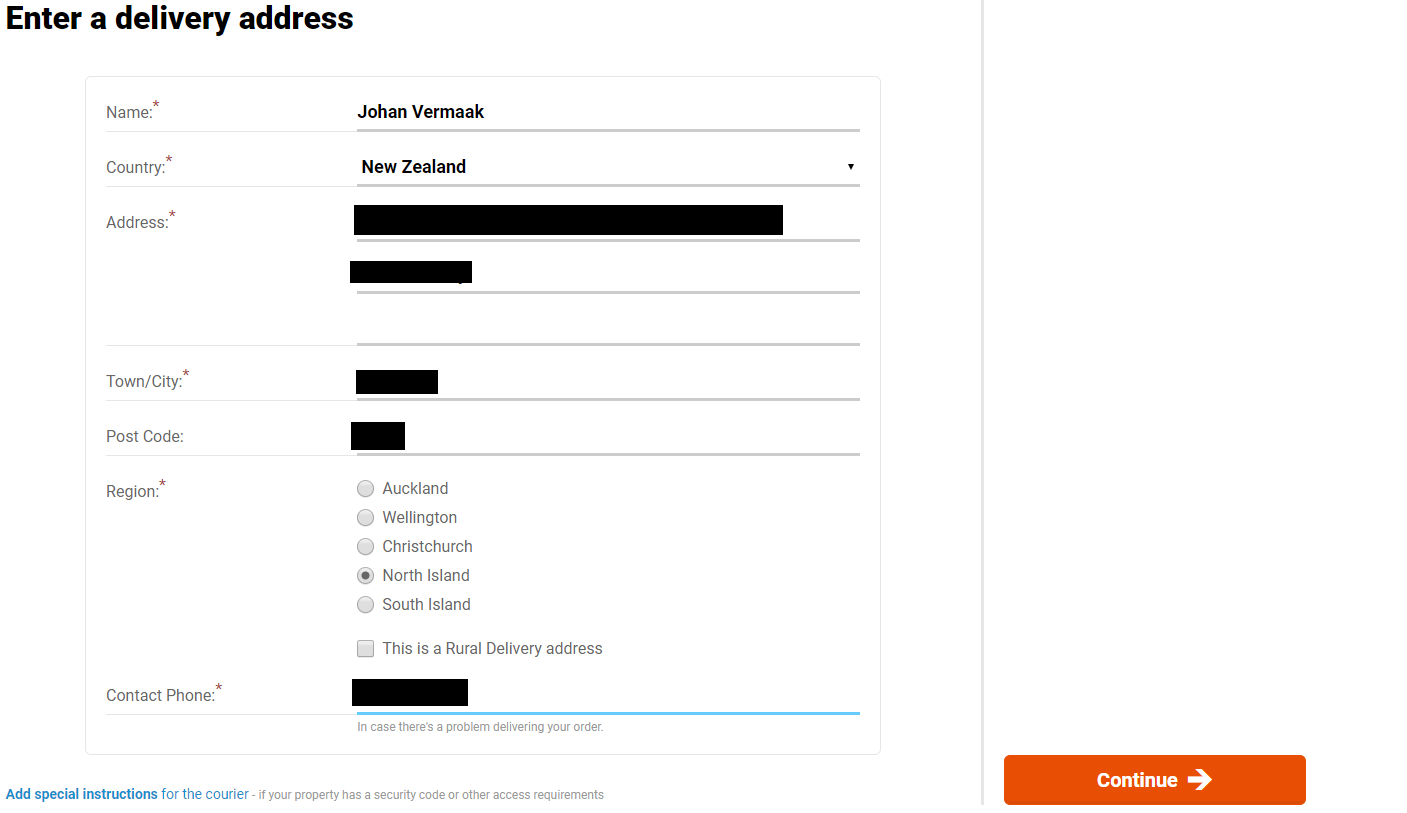 Enter a delivery address
Name:* Johan Vermaak
Country:* New Zealand
Address:*
Town/City:*
Post Code:
Region:* Auckland
Wellington
Christchurch
North Island
South Island
This is a Rural Delivery address
Contact Phone:*
In case there's a problem delivering your order.
Add special instructions for the courier - if your property has a security code or other access requirements
Continue